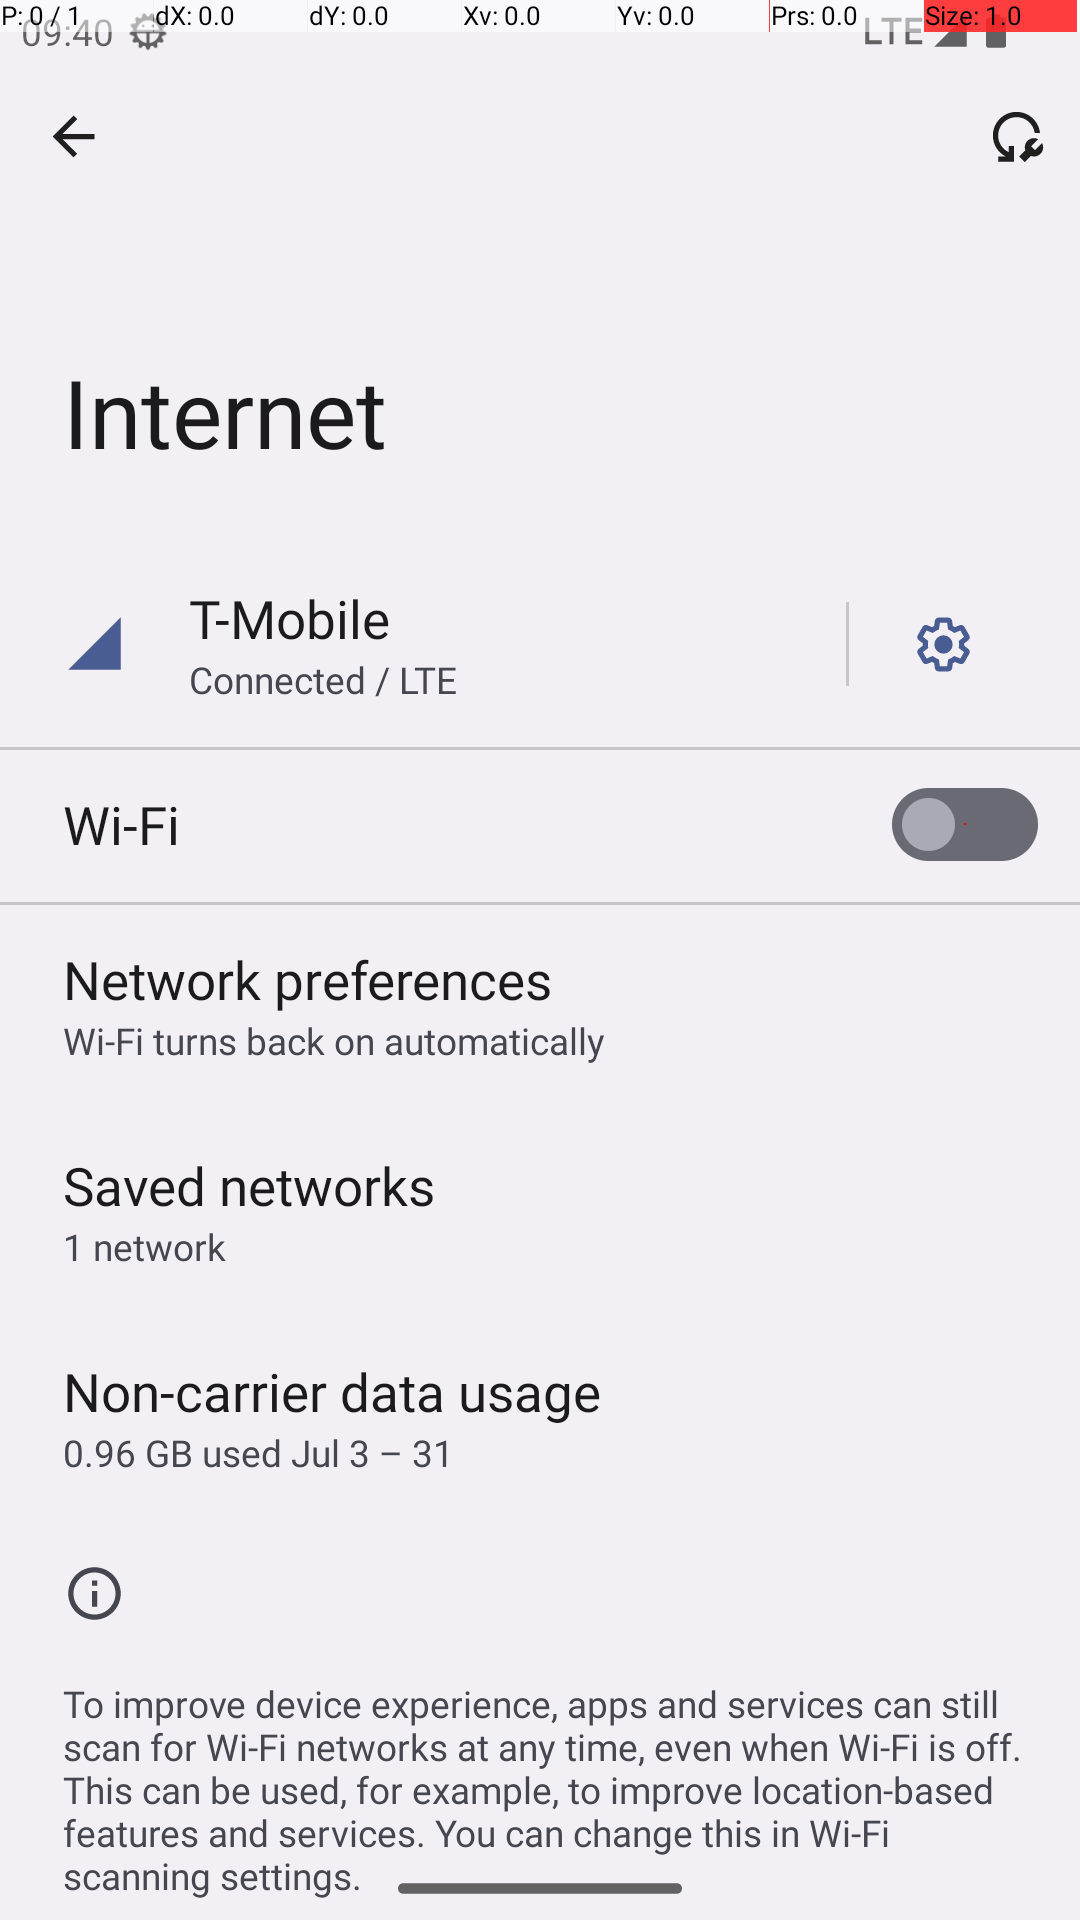 P: 0 / 1 dX: 0.0 dY: 0.0 Xv: 0.0 Yv: 0.0 Prs: 0.0 Size: 1.0
09:40 LTE
Internet
T-Mobile
Connected / LTE
Wi-Fi
Network preferences
Wi-Fi turns back on automatically
Saved networks
1 network
Non-carrier data usage
0.96 GB used Jul 3 – 31
To improve device experience, apps and services can still
scan for Wi-Fi networks at any time, even when Wi-Fi is off.
This can be used, for example, to improve location-based
features and services. You can change this in Wi-Fi
scanning settings.